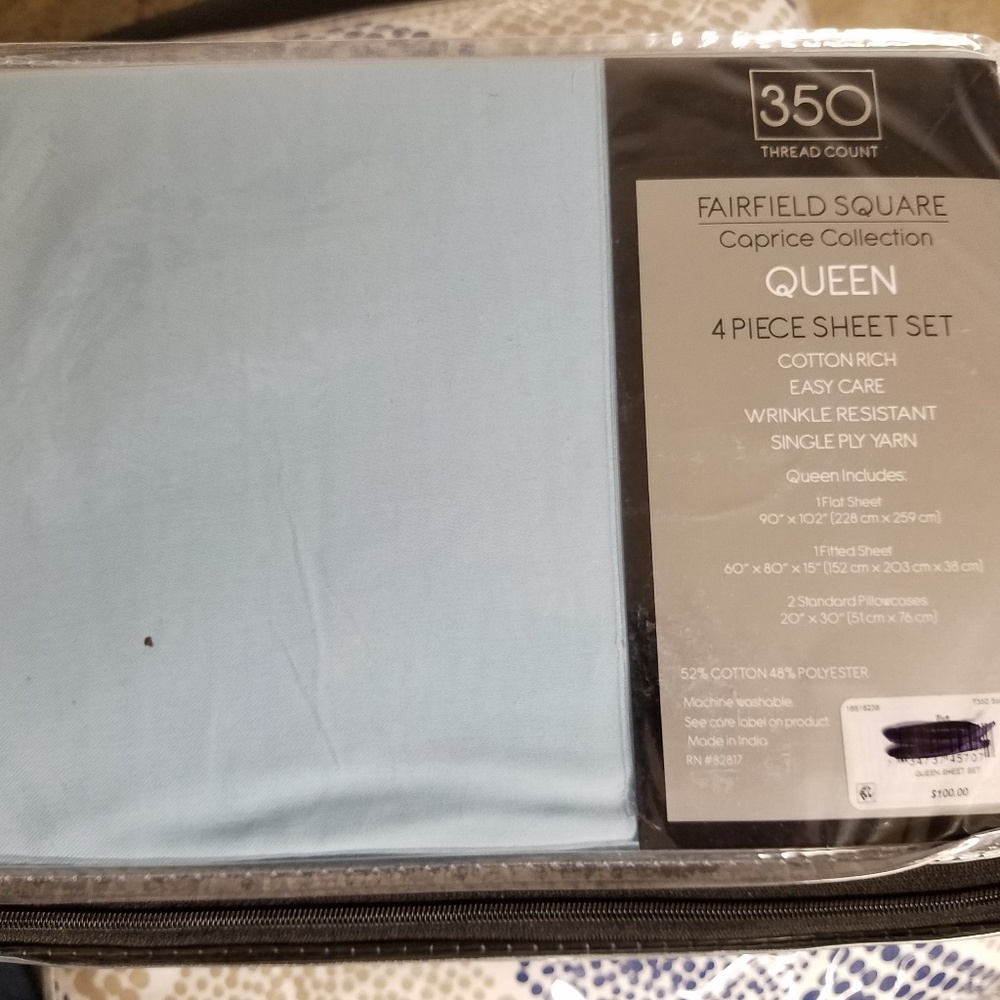 350
THREAD COUNT
FAIRFIELD SQUARE
Caprice Collection
QUEEN
4 PIECE SHEET SET
COTTON RICH
EASY CARE
WRINKLE RESISTANT
SINGLE PLY YARN
Queen Includes:
1 Flat Sheet
90" x 102" (228 cm x 259 cm)
1 Fitted Sheet
60" x 80" x 15" (152 cm x 203 cm x 38 cm)
2 Standard Pillowcases
20" x 30" (51 cm x 76 cm)
52% COTTON 48% POLYESTER
Machine washable.
See care label on product.
Made in India
RN #82817
Blue
45707
QUEEN SHEET SET
$100.00